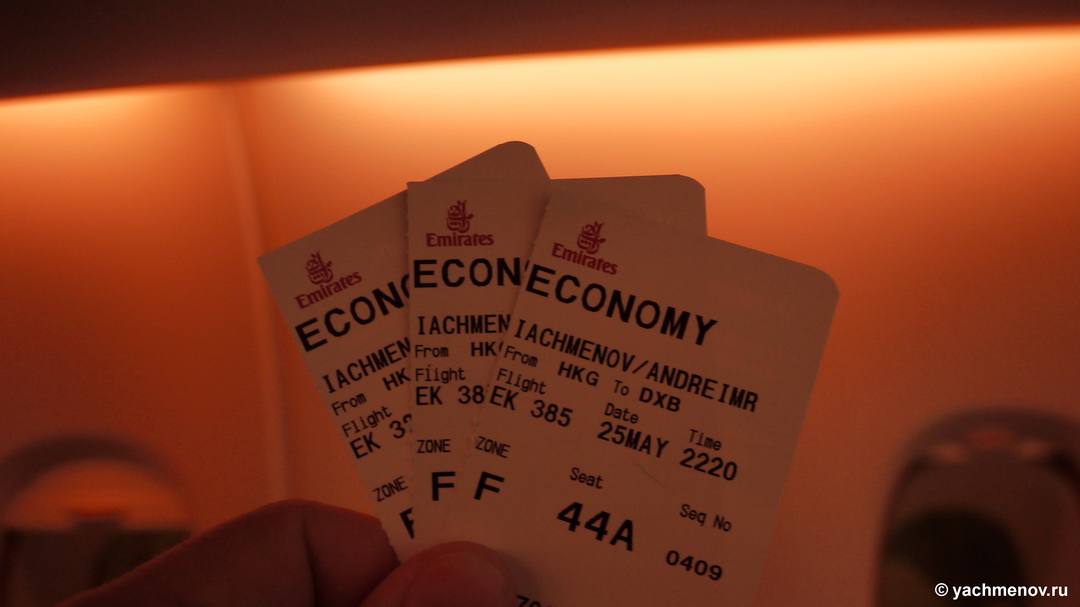 Emirates
ECONO
IACHMEN
From HK
Flight
EK 38
ZONE
F
Emirates
ECON
IACHMEN
From HK
Flight
EK 38
ZONE
F
Emirates
ECONOMY
IACHMENOV/ANDREIMR
From HKG To DXB
Flight Date Time
EK 385 25MAY 2220
ZONE Seat Seq No
F 44A 0409
© yachmenov.ru